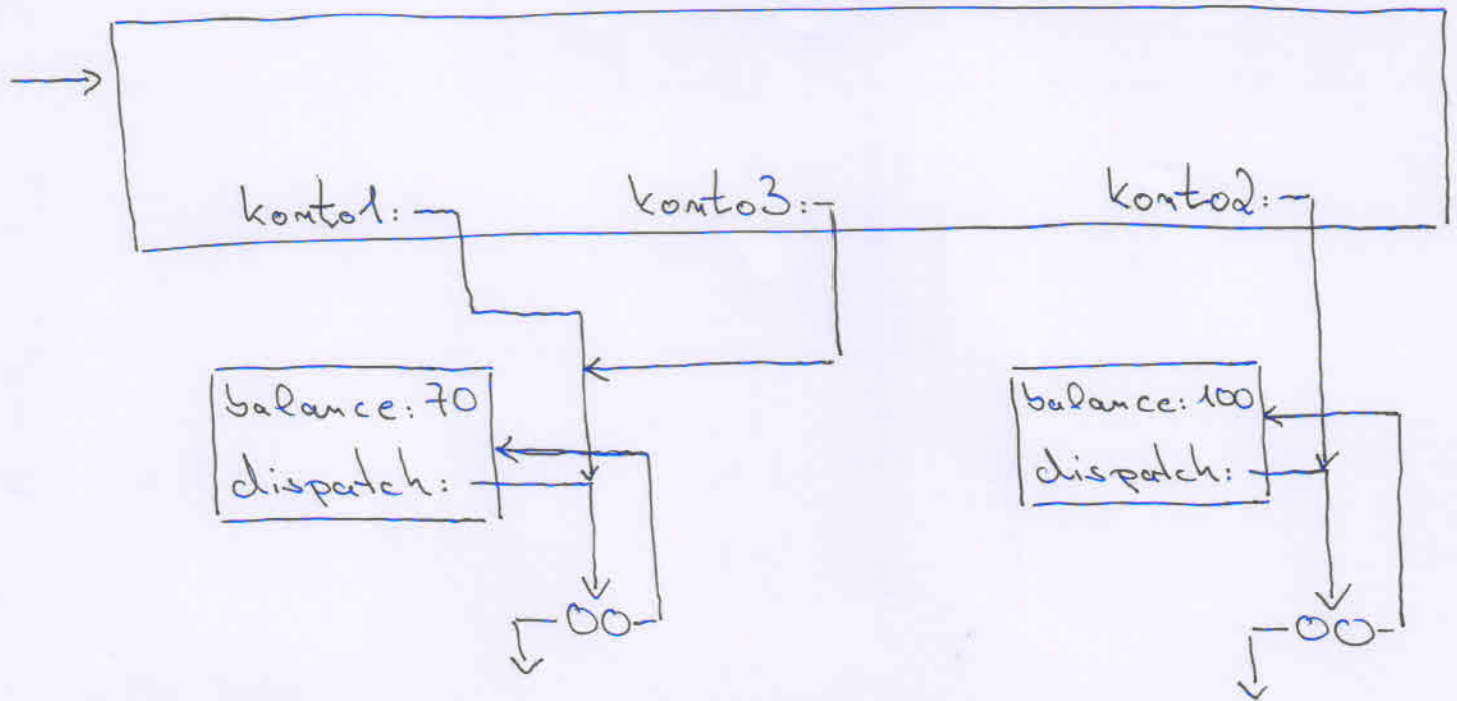 konto1: konto3: konto2:
balance: 70
dispatch:
balance: 100
dispatch: